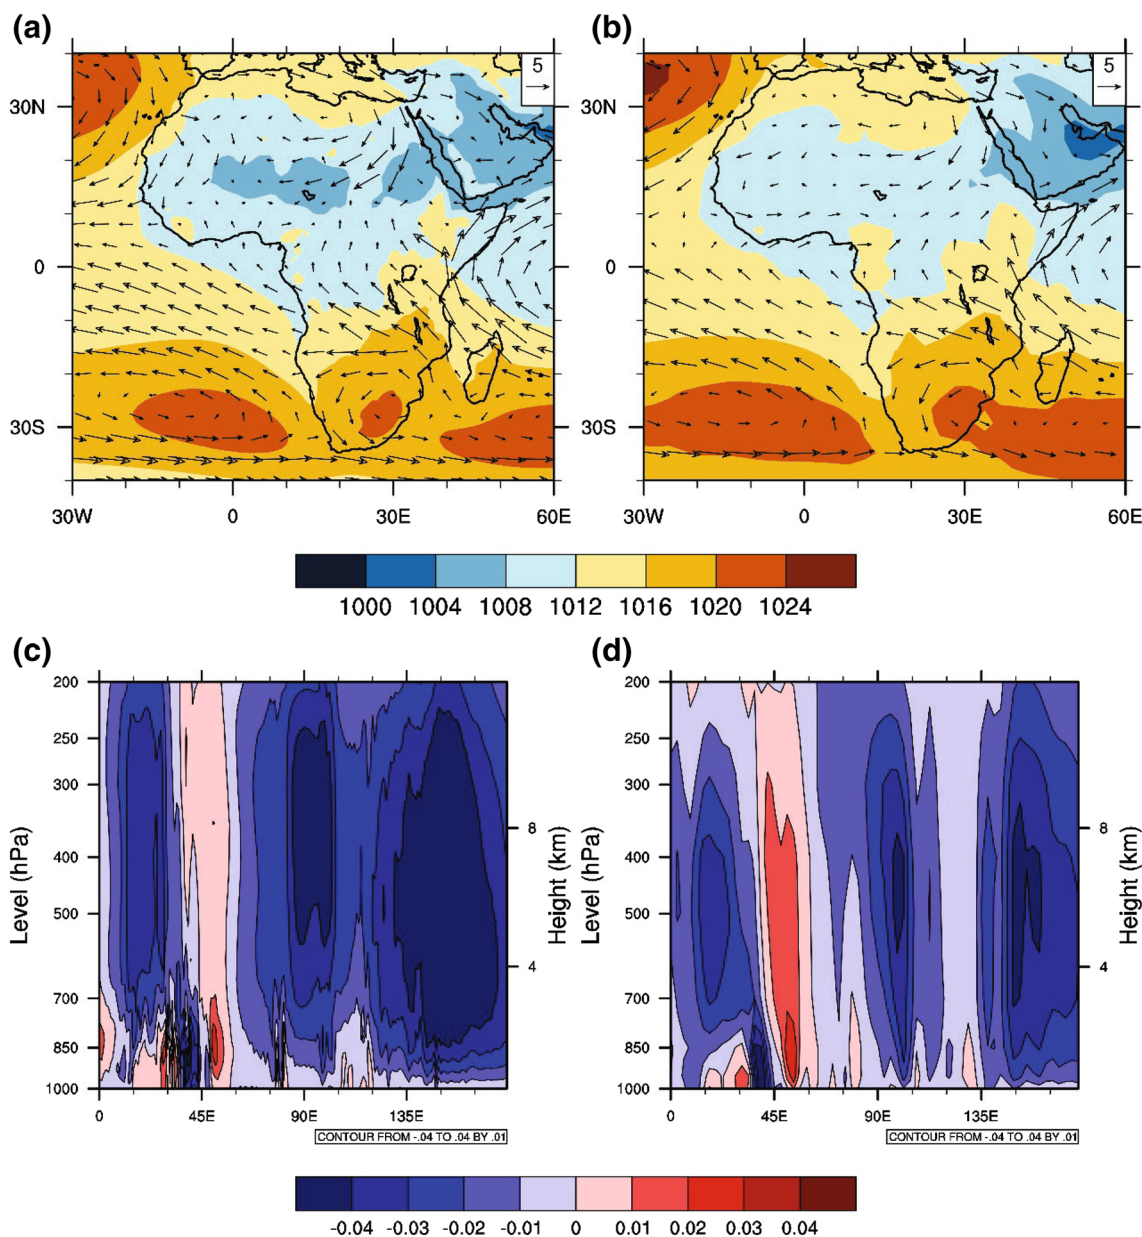 (a) (b)
5 5
30N 30N
0 0
30S 30S
30W 0 30E 60E 30W 0 30E 60E
1000 1004 1008 1012 1016 1020 1024
(c) (d)
200 200
250 250
300 300
400 8 400 8
500 500
4 4
700 700
850 850
1000 1000
Level (hPa) Height (km) Level (hPa) Height (km)
0 45E 90E 135E 0 45E 90E 135E
CONTOUR FROM -.04 TO .04 BY .01 CONTOUR FROM -.04 TO .04 BY .01
-0.04 -0.03 -0.02 -0.01 0 0.01 0.02 0.03 0.04